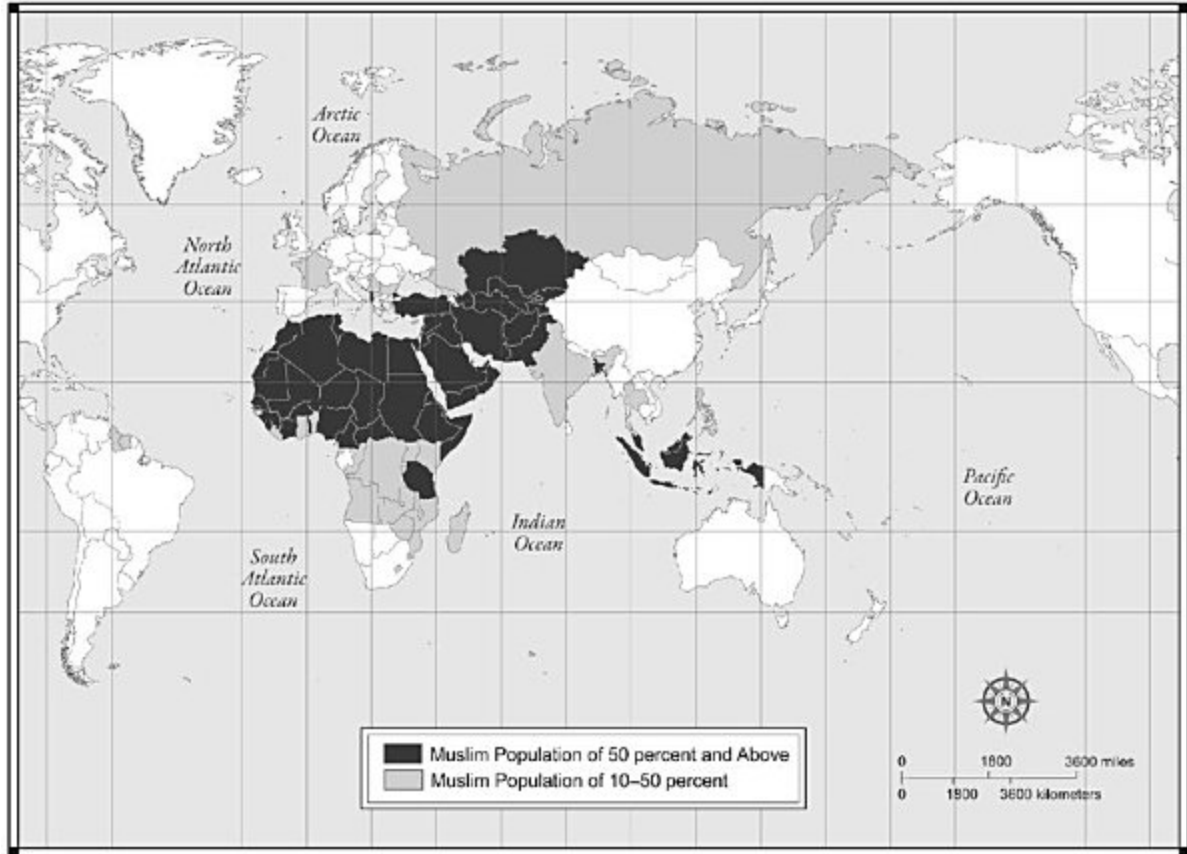 Arctic
Ocean
North
Atlantic
Ocean
Pacific
Ocean
Indian
Ocean
South
Atlantic
Ocean
N
Muslim Population of 50 percent and Above
Muslim Population of 10–50 percent
0 1800 3600 miles
0 1800 3600 kilometers